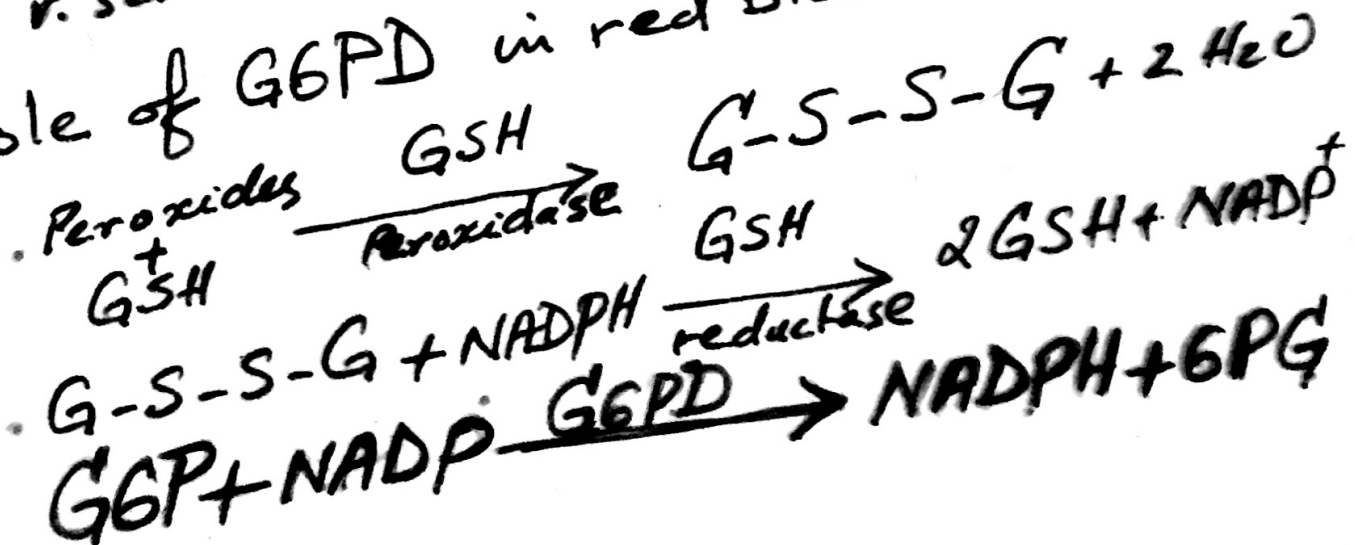 of G6PD in red
Peroxides + GSH GSH Peroxidase → G-S-S-G + 2 H2O
G-S-S-G + NADPH GSH reductase → 2GSH + NADP+
G6P + NADP G6PD → NADPH + 6PG